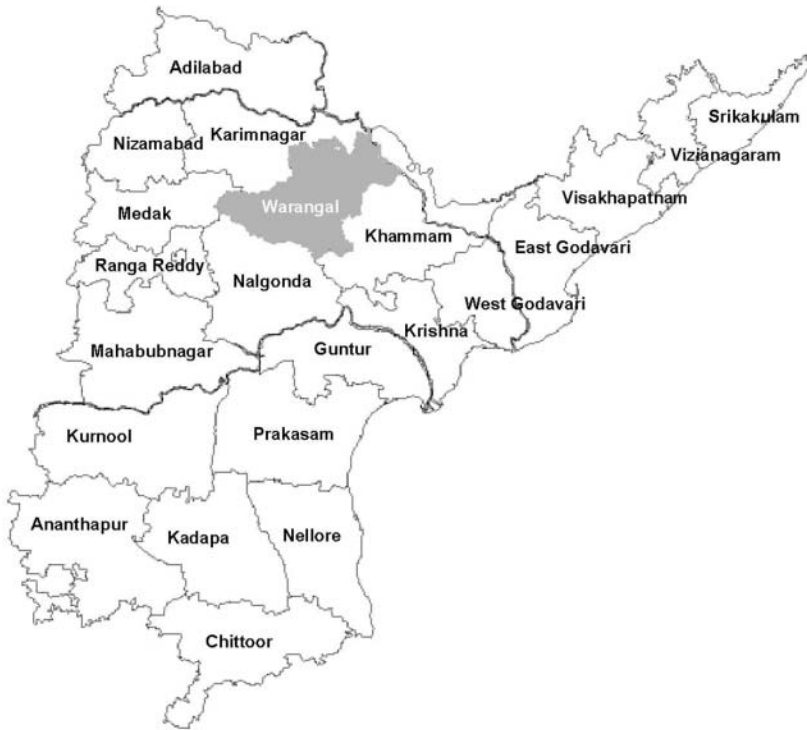 Adilabad
Srikakulam
Karimnagar
Nizamabad
Vizianagaram
Visakhapatnam
Warangal
Medak
Khammam
East Godavari
Ranga Reddy
Nalgonda
West Godavari
Krishna
Mahabubnagar
Guntur
Kurnool
Prakasam
Ananthapur
Kadapa
Nellore
Chittoor